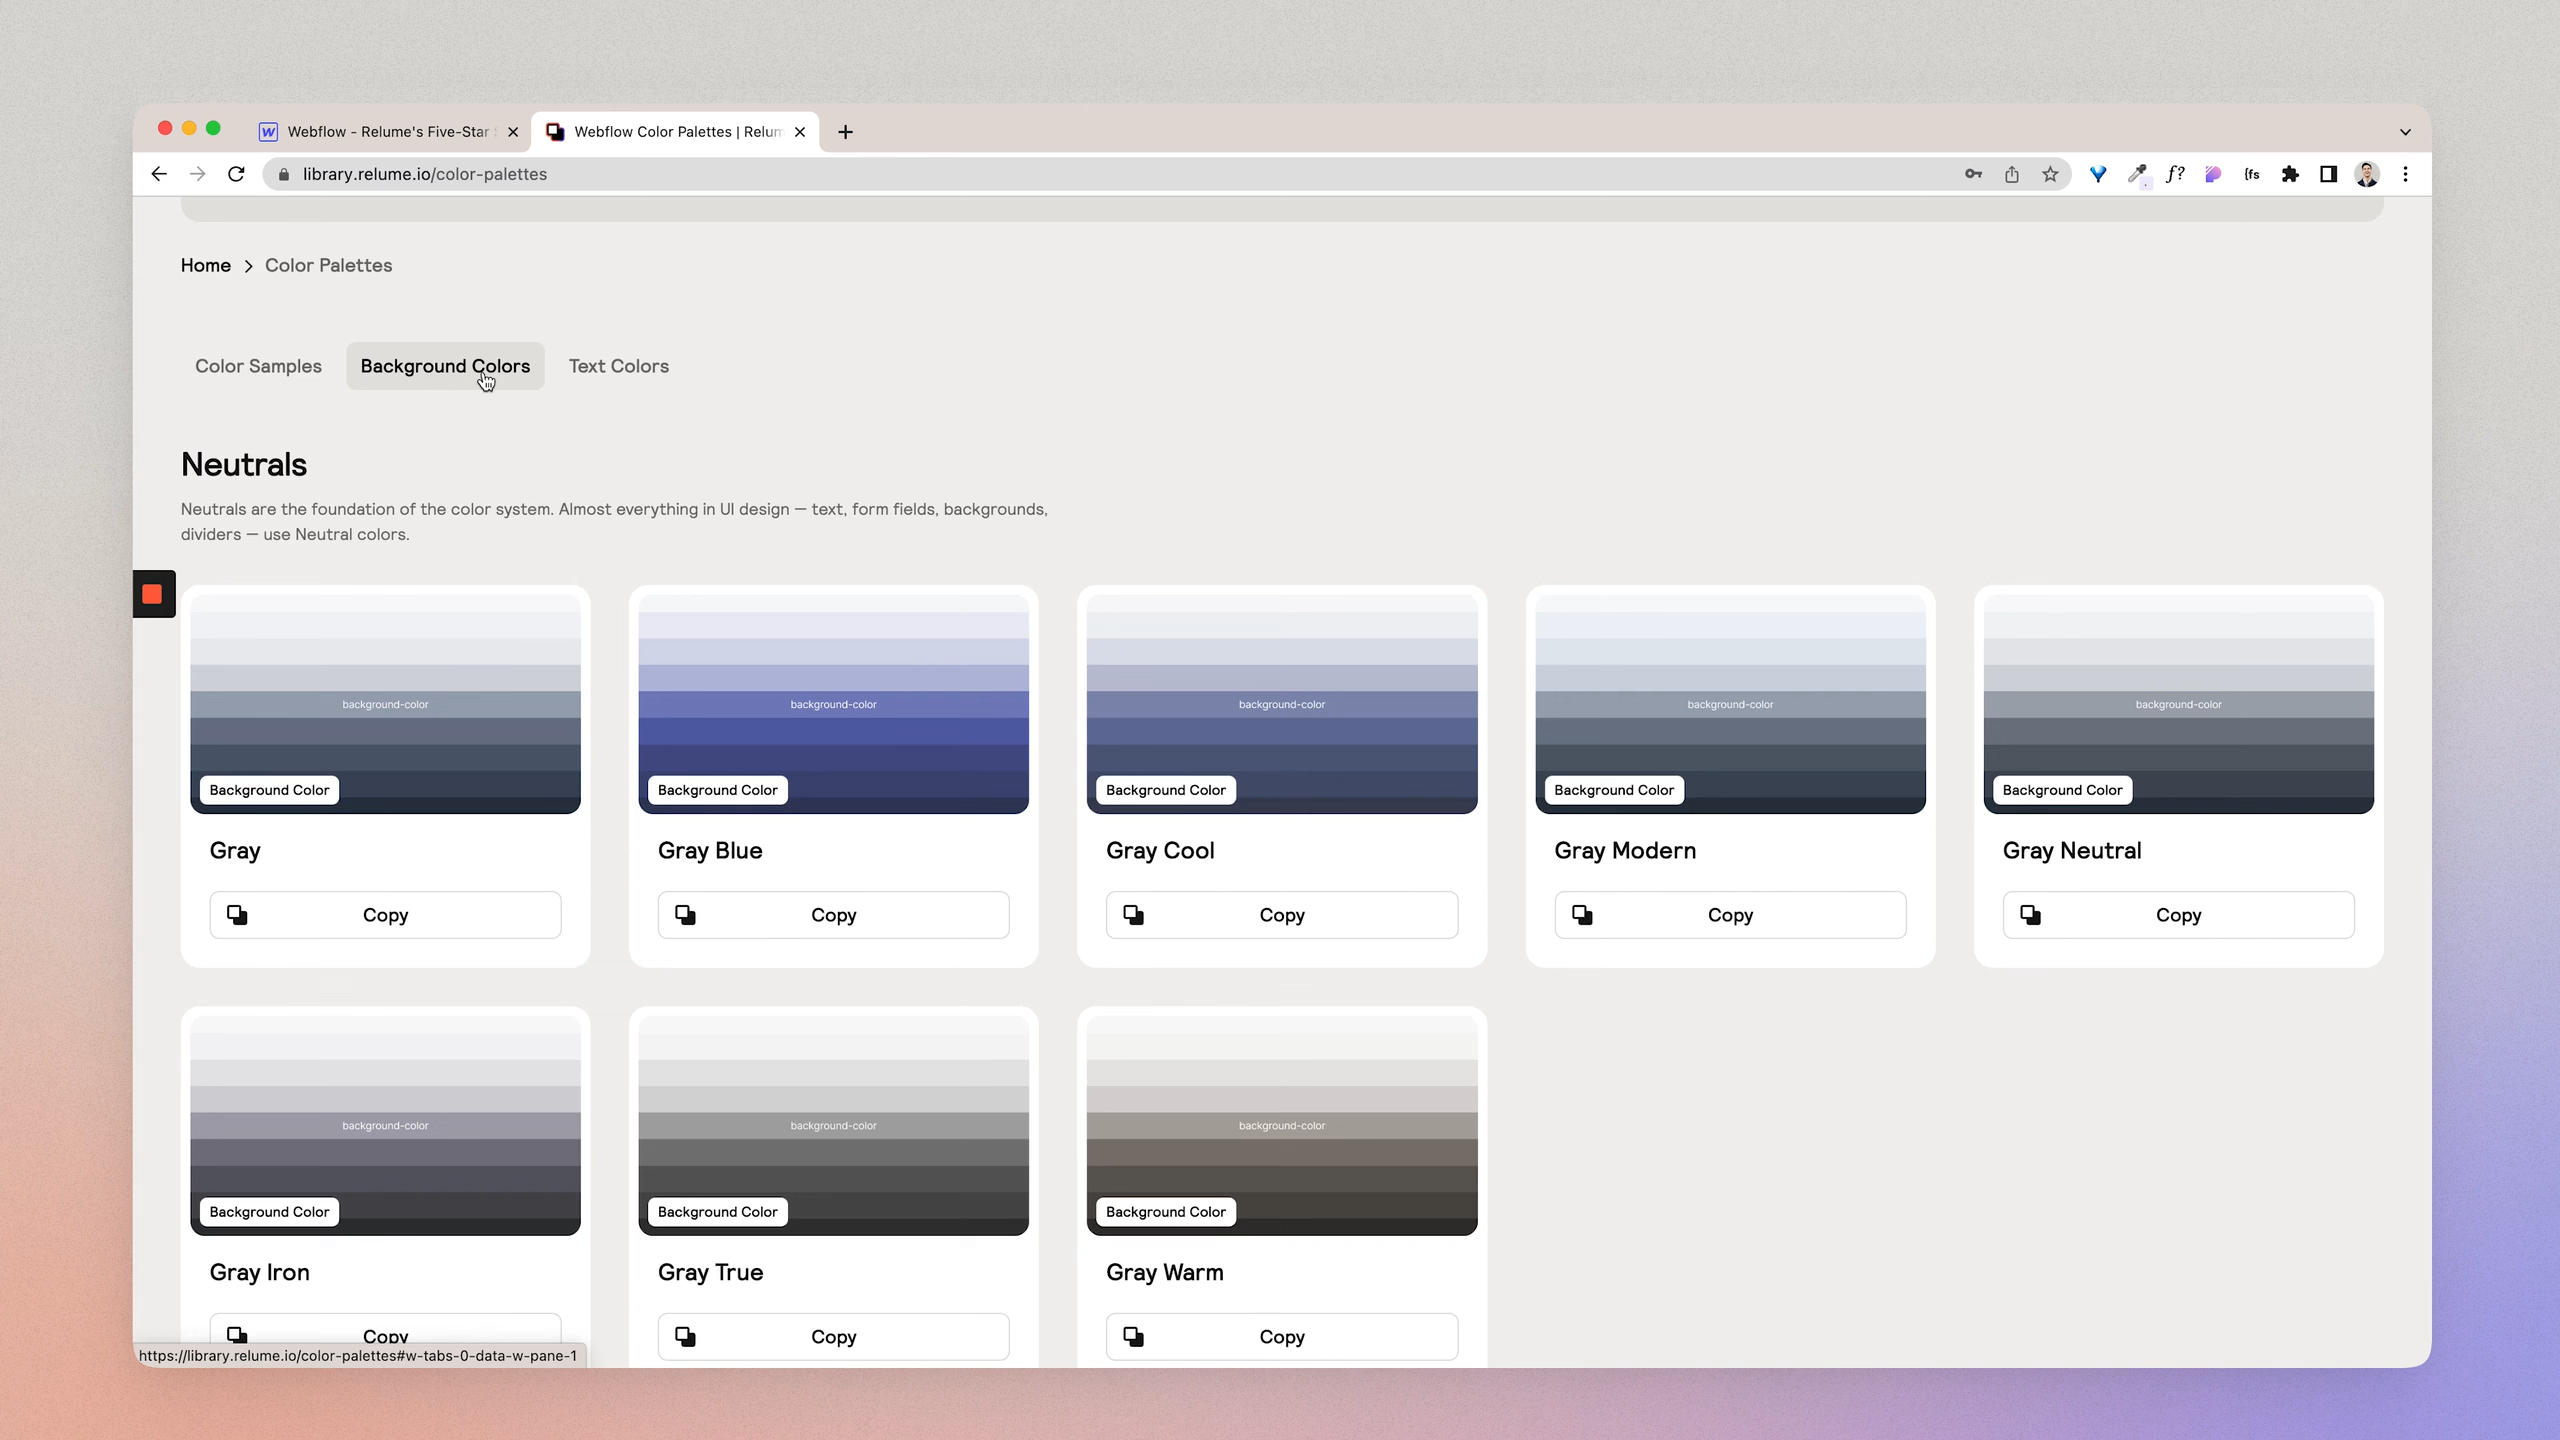 Webflow - Relume's Five-Star
Webflow Color Palettes | Relum
library.relume.io/color-palettes
f?
{fs
Home > Color Palettes
Color Samples
Background Colors
Text Colors
Neutrals
Neutrals are the foundation of the color system. Almost everything in UI design — text, form fields, backgrounds,
dividers — use Neutral colors.
background-color
background-color
background-color
background-color
background-color
Background Color
Background Color
Background Color
Background Color
Background Color
Gray
Gray Blue
Gray Cool
Gray Modern
Gray Neutral
Copy
Copy
Copy
Copy
Copy
background-color
background-color
background-color
Background Color
Background Color
Background Color
Gray Iron
Gray True
Gray Warm
Copy
Copy
Copy
https://library.relume.io/color-palettes#w-tabs-0-data-w-pane-1